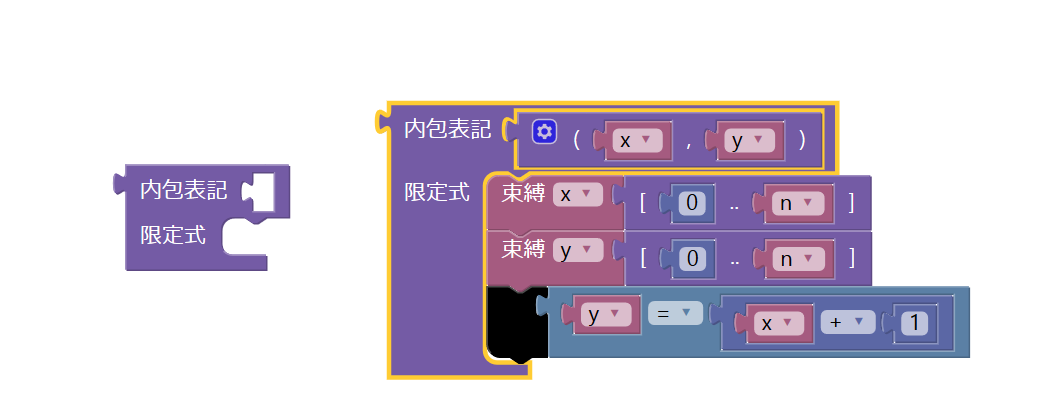 内包表記 ( x , y )
限定式 束縛 x [ 0 .. n ]
束縛 y [ 0 .. n ]
y = x + 1
内包表記
限定式